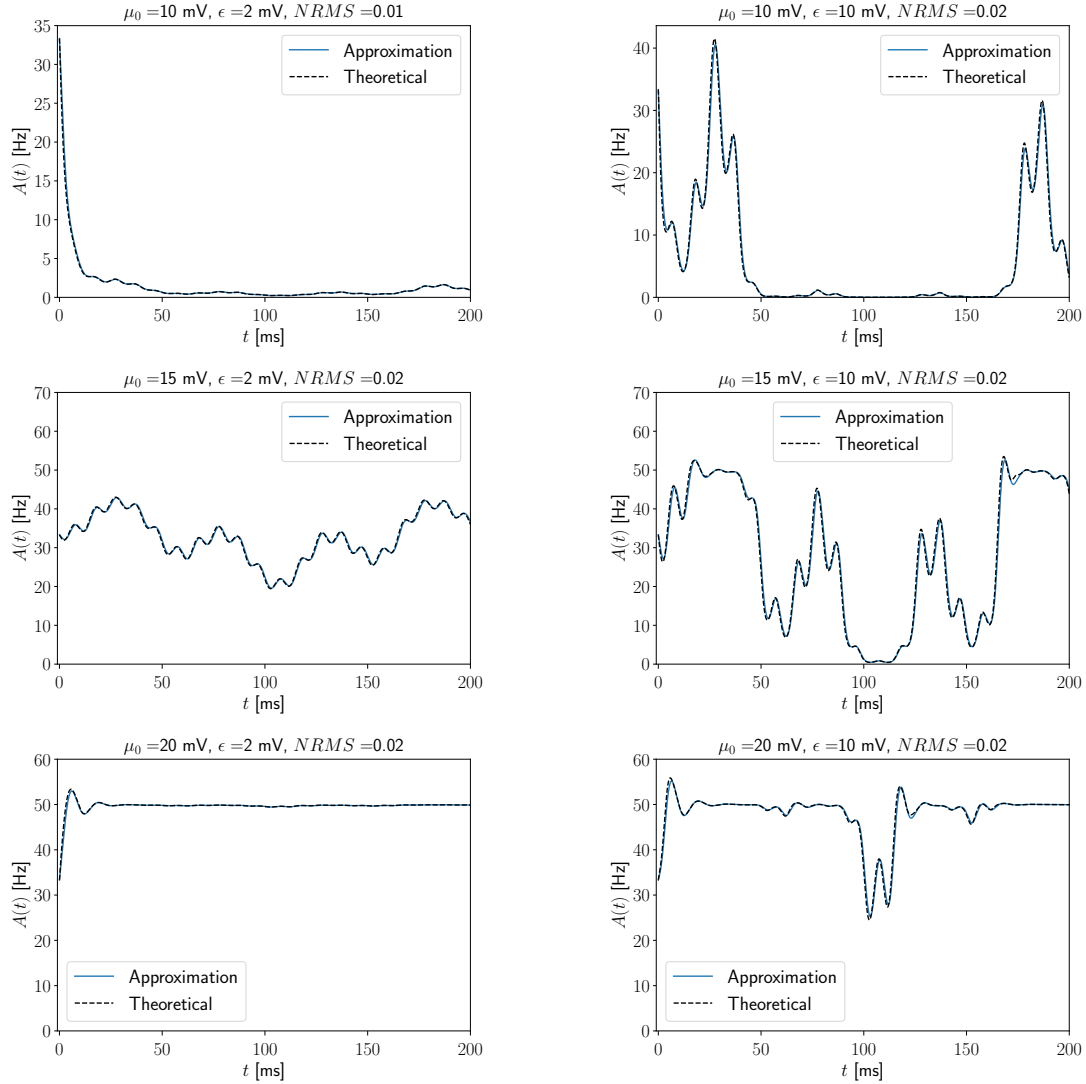 μ₀ =10 mV, ϵ =2 mV, NRMS =0.01
35
30
25
20
15
10
5
0
A(t) [Hz]
Approximation
Theoretical
0 50 100 150 200
t [ms]
μ₀ =10 mV, ϵ =10 mV, NRMS =0.02
40
30
20
10
0
A(t) [Hz]
Approximation
Theoretical
0 50 100 150 200
t [ms]
μ₀ =15 mV, ϵ =2 mV, NRMS =0.02
70
60
50
40
30
20
10
0
A(t) [Hz]
Approximation
Theoretical
0 50 100 150 200
t [ms]
μ₀ =15 mV, ϵ =10 mV, NRMS =0.02
70
60
50
40
30
20
10
0
A(t) [Hz]
Approximation
Theoretical
0 50 100 150 200
t [ms]
μ₀ =20 mV, ϵ =2 mV, NRMS =0.02
60
50
40
30
20
10
0
A(t) [Hz]
Approximation
Theoretical
0 50 100 150 200
t [ms]
μ₀ =20 mV, ϵ =10 mV, NRMS =0.02
60
50
40
30
20
10
0
A(t) [Hz]
Approximation
Theoretical
0 50 100 150 200
t [ms]